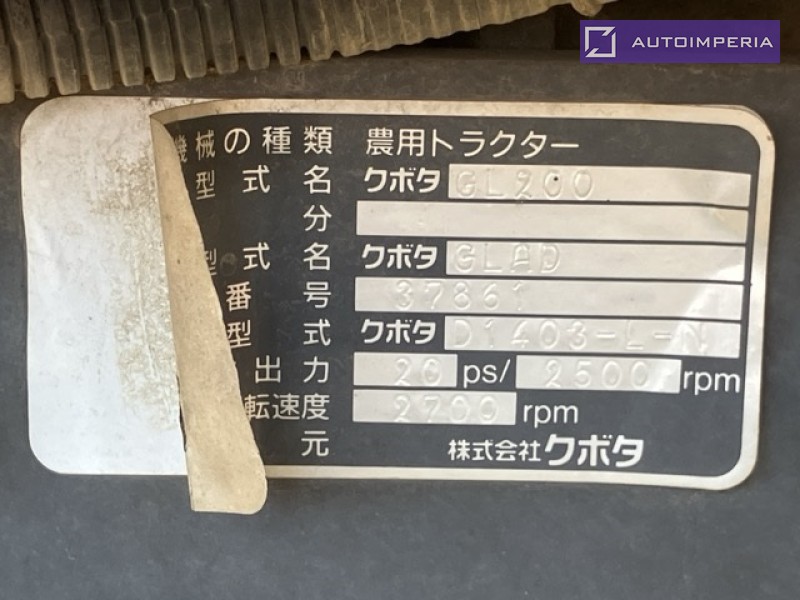 AUTOIMPERIA
機械の種類 農用トラクター
型式名 クボタ GL200
分
型式名 クボタ GLAD
番号 37861
型式 クボタ D1403-L-N
出力 20 ps/ 2500 rpm
転速度 2700 rpm
元 株式会社クボタ